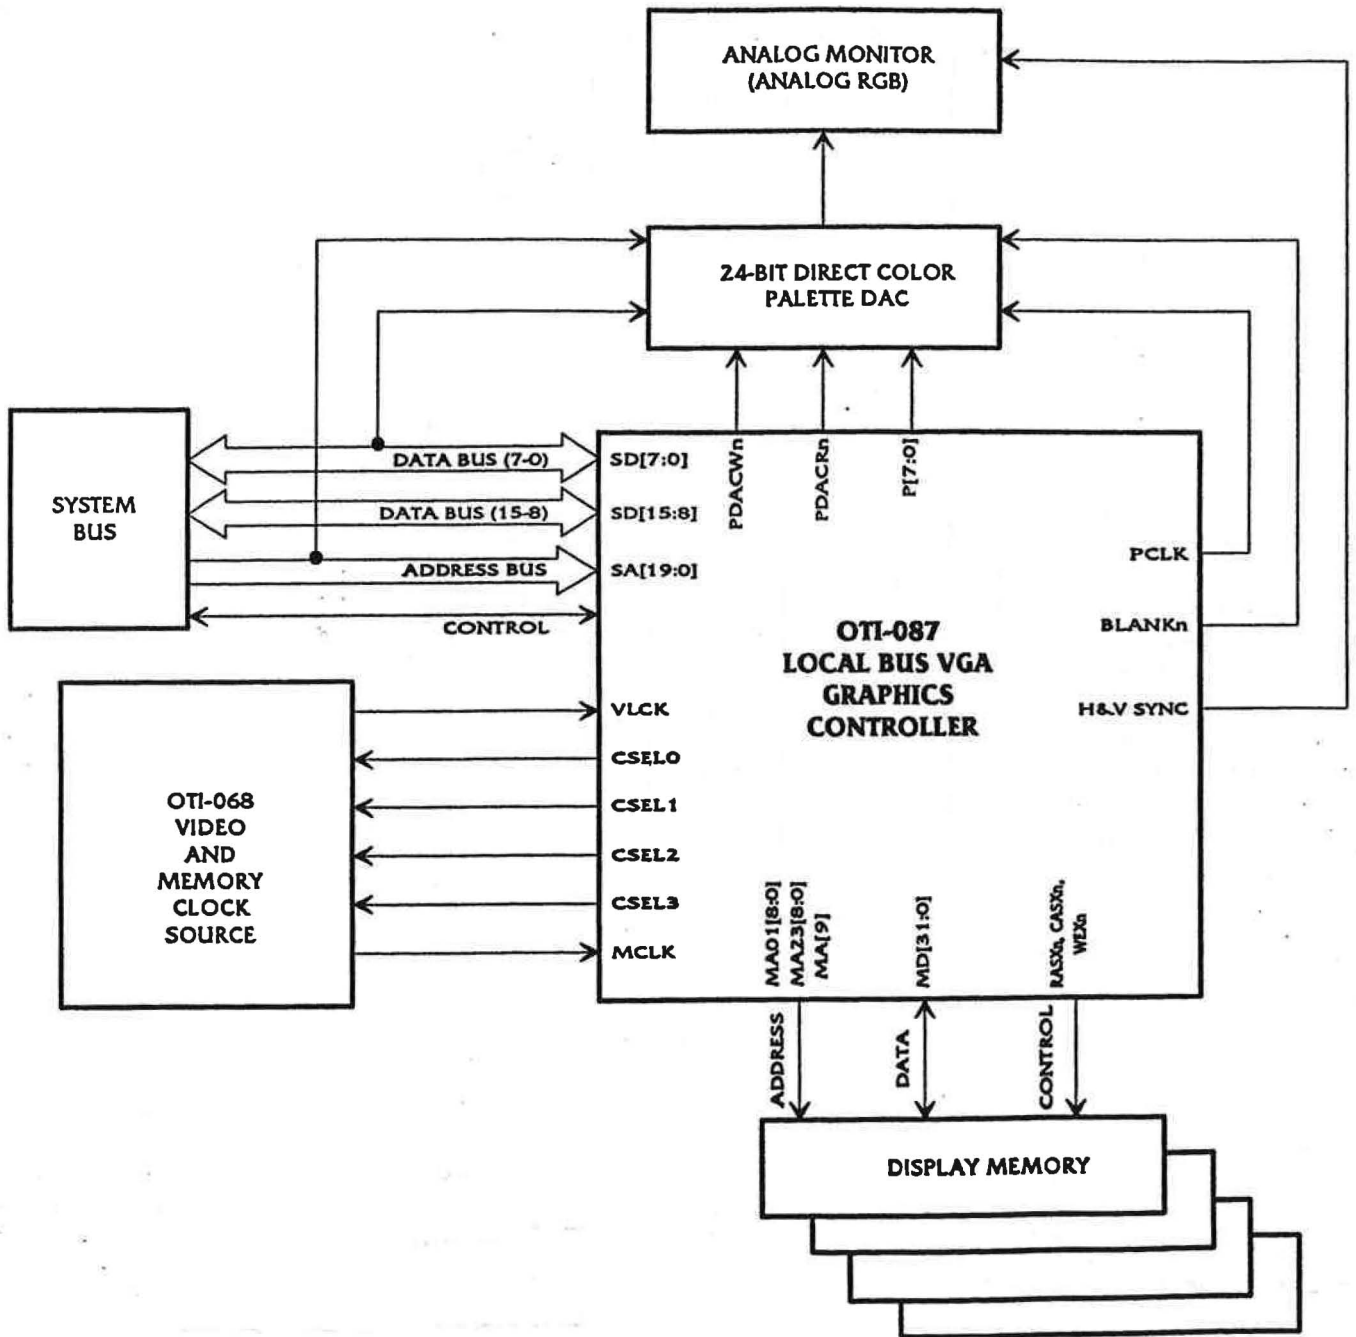 ANALOG MONITOR
(ANALOG RGB)
24-BIT DIRECT COLOR
PALETTE DAC
SYSTEM
BUS
DATA BUS (7-0)
DATA BUS (15-8)
ADDRESS BUS
CONTROL
SD[7:0]
SD[15:8]
SA[19:0]
PDACWn
PDACRn
P[7:0]
PCLK
BLANKn
H&V SYNC
OTI-087
LOCAL BUS VGA
GRAPHICS
CONTROLLER
OTI-068
VIDEO
AND
MEMORY
CLOCK
SOURCE
VLCK
CSEL0
CSEL1
CSEL2
CSEL3
MCLK
MA01[8:0]
MA23[8:0]
MA[9]
MD[31:0]
RASXn, CASXn,
WEXn
ADDRESS
DATA
CONTROL
DISPLAY MEMORY